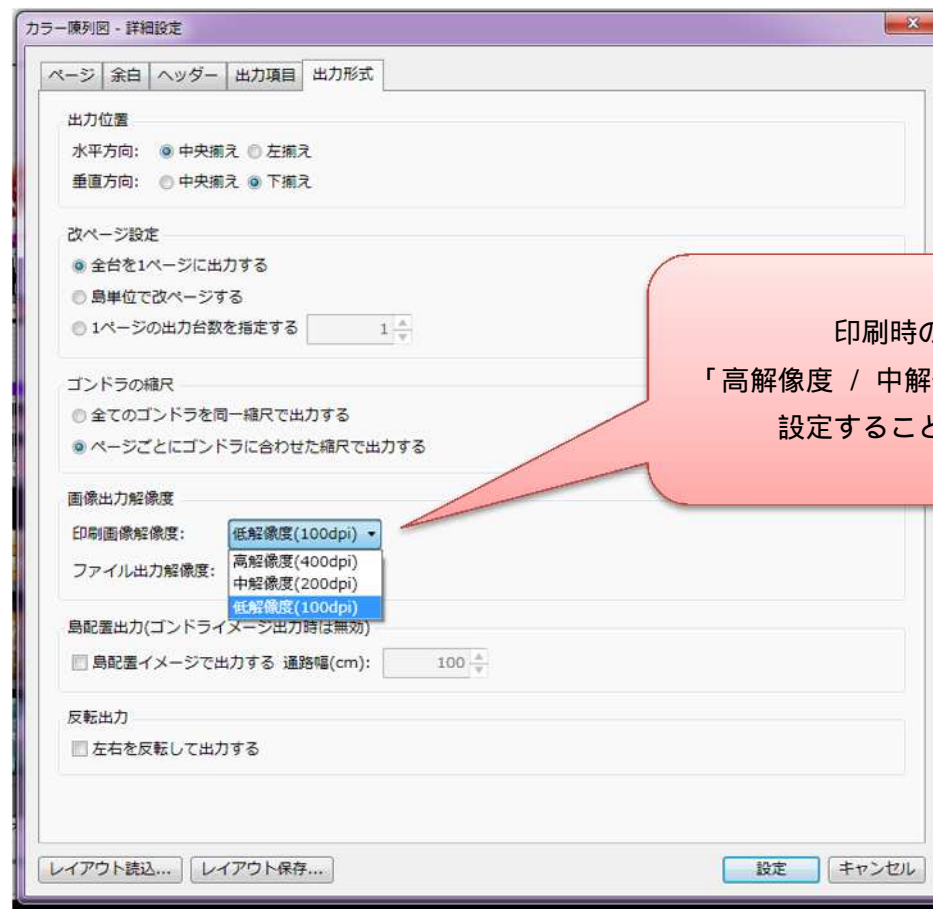 カラー陳列図 - 詳細設定
ページ 余白 ヘッダー 出力項目 出力形式
出力位置
水平方向: 中央揃え 左揃え
垂直方向: 中央揃え 下揃え
改ページ設定
全台を1ページに出力する
島単位で改ページする
1ページの出力台数を指定する 1
印刷時の
「高解像度 / 中解
設定すること
ゴンドラの縮尺
全てのゴンドラを同一縮尺で出力する
ページごとにゴンドラに合わせた縮尺で出力する
画像出力解像度
印刷画像解像度: 低解像度(100dpi)
高解像度(400dpi)
ファイル出力解像度: 中解像度(200dpi)
低解像度(100dpi)
島配置出力(ゴンドライメージ出力時は無効)
島配置イメージで出力する 通路幅(cm): 100
反転出力
左右を反転して出力する
レイアウト読込... レイアウト保存... 設定 キャンセル